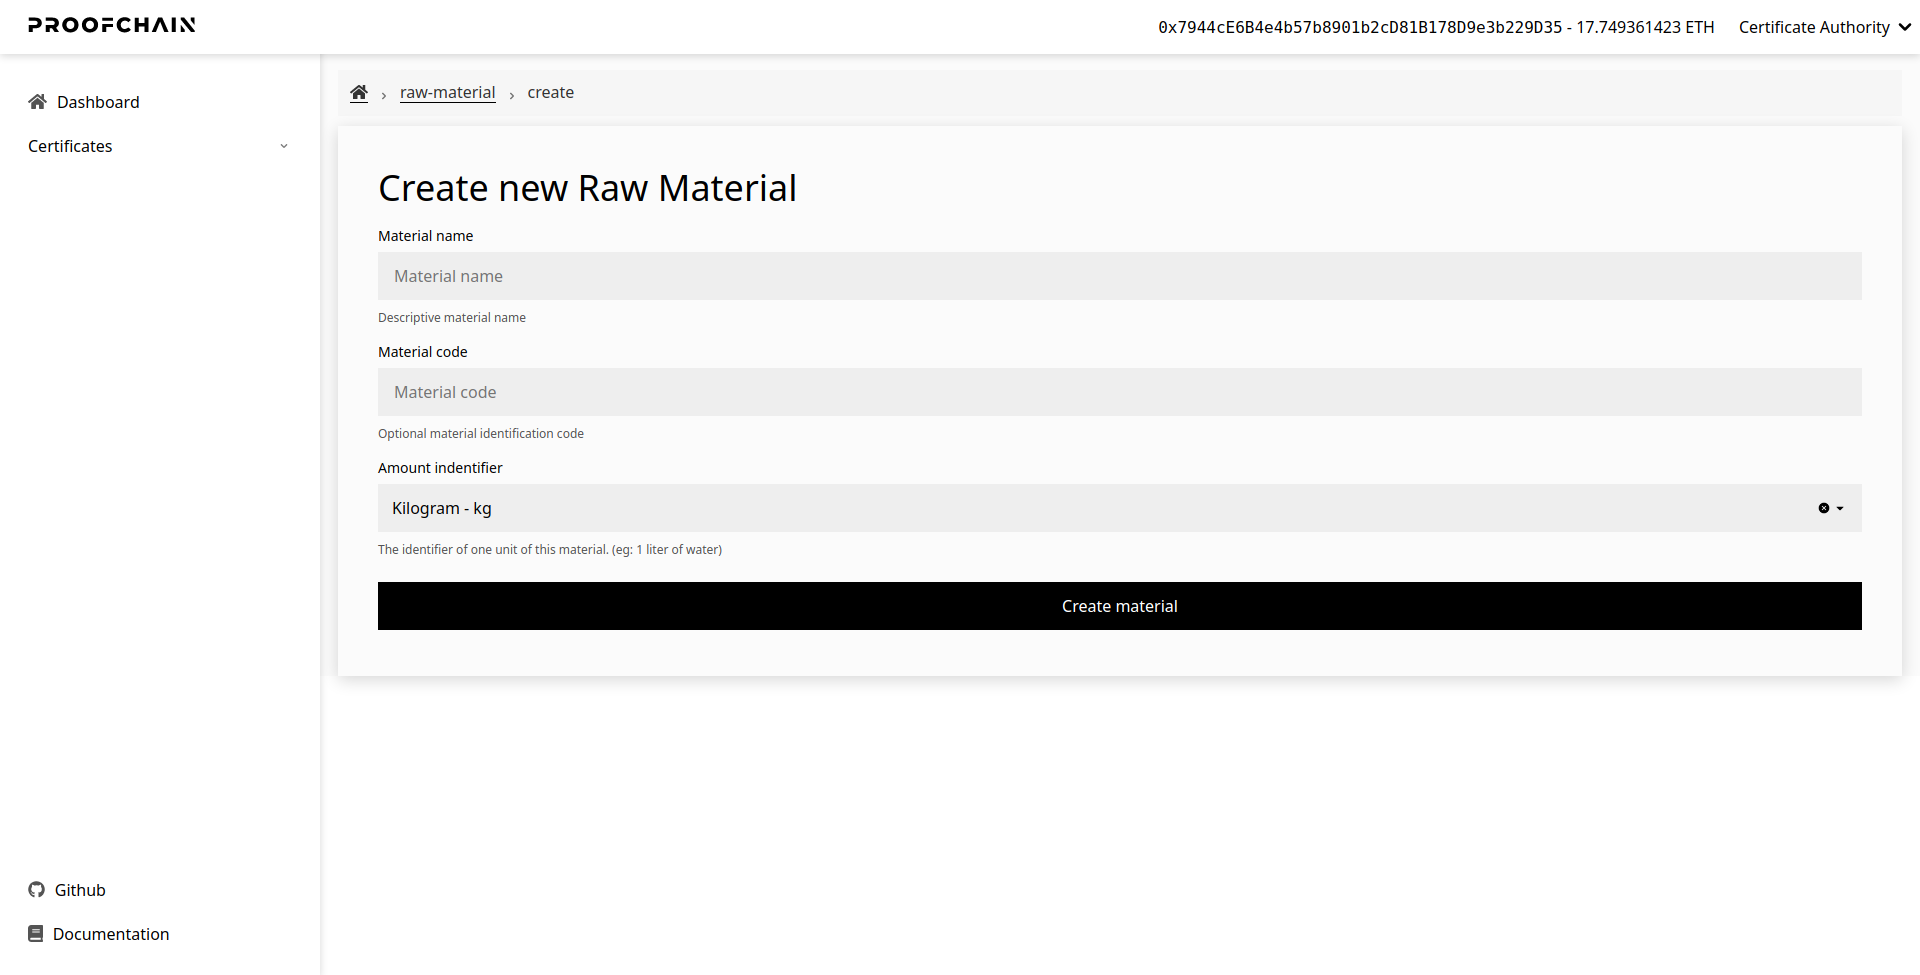 PROOFCHAIN
0x7944cE6B4e4b57b8901b2cD81B178D9e3b229D35 - 17.749361423 ETH
Certificate Authority
Dashboard
Certificates
raw-material › create
Create new Raw Material
Material name
Material name
Descriptive material name
Material code
Material code
Optional material identification code
Amount indentifier
Kilogram - kg
The identifier of one unit of this material. (eg: 1 liter of water)
Create material
Github
Documentation